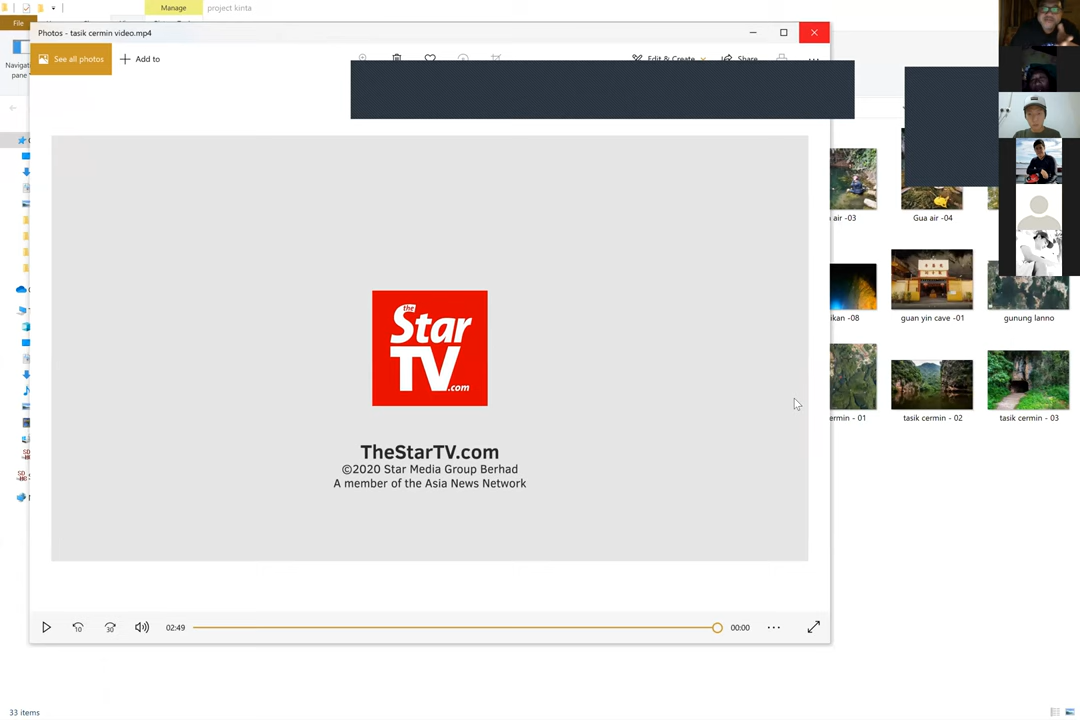 Manage
project kinta
File
Photos - tasik cermin video.mp4
See all photos
Add to
Edit & Create
Share
Navigat
pane
the
Star
TV
.com
TheStarTV.com
©2020 Star Media Group Berhad
A member of the Asia News Network
10
30
02:49
00:00
air -03
Gua air -04
ikan -08
guan yin cave -01
gunung lanno
ermin - 01
tasik cermin - 02
tasik cermin - 03
33 items